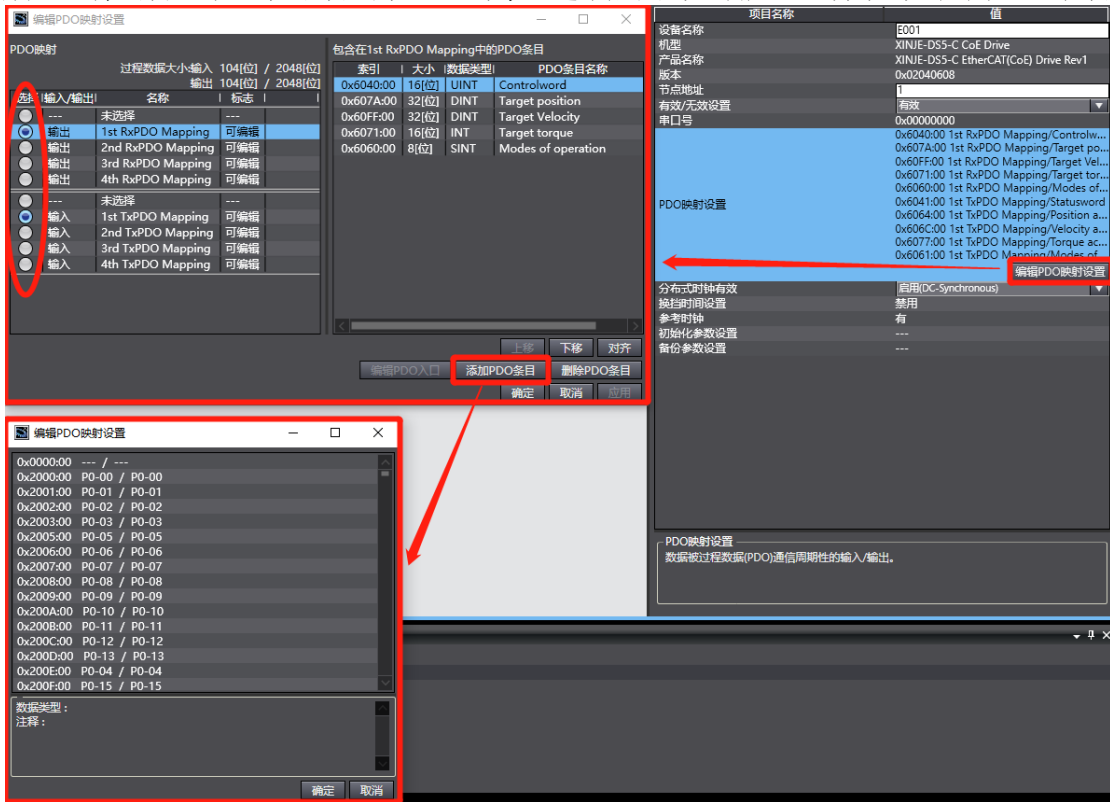 编辑PDO映射设置
PDO映射
过程数据大小:输入 104[位] / 2048[位]
输出 104[位] / 2048[位]
选择 输入/输出 名称 标志
--- 未选择 ---
输出 1st RxPDO Mapping 可编辑
输出 2nd RxPDO Mapping 可编辑
输出 3rd RxPDO Mapping 可编辑
输出 4th RxPDO Mapping 可编辑
--- 未选择 ---
输入 1st TxPDO Mapping 可编辑
输入 2nd TxPDO Mapping 可编辑
输入 3rd TxPDO Mapping 可编辑
输入 4th TxPDO Mapping 可编辑
包含在1st RxPDO Mapping中的PDO条目
索引 大小 数据类型 PDO条目名称
0x6040:00 16[位] UINT Controlword
0x607A:00 32[位] DINT Target position
0x60FF:00 32[位] DINT Target Velocity
0x6071:00 16[位] INT Target torque
0x6060:00 8[位] SINT Modes of operation
上移 下移 对齐
编辑PDO入口 添加PDO条目 删除PDO条目
确定 取消 应用
项目名称 值
设备名称 E001
机型 XINJE-DS5-C CoE Drive
产品名称 XINJE-DS5-C EtherCAT(CoE) Drive Rev1
版本 0x02040608
节点地址 1
有效/无效设置 有效
串口号 0x00000000
PDO映射设置
0x6040:00 1st RxPDO Mapping/Controlw...
0x607A:00 1st RxPDO Mapping/Target po...
0x60FF:00 1st RxPDO Mapping/Target Vel...
0x6071:00 1st RxPDO Mapping/Target tor...
0x6060:00 1st RxPDO Mapping/Modes of...
0x6041:00 1st TxPDO Mapping/Statusword
0x6064:00 1st TxPDO Mapping/Position a...
0x606C:00 1st TxPDO Mapping/Velocity a...
0x6077:00 1st TxPDO Mapping/Torque ac...
0x6061:00 1st TxPDO Mapping/Modes of...
编辑PDO映射设置
分布式时钟有效 启用(DC-Synchronous)
换挡时间设置 禁用
参考时钟 有
初始化参数设置 ---
备份参数设置 ---
PDO映射设置
数据被过程数据(PDO)通信周期性的输入/输出。
编辑PDO映射设置
0x0000:00 --- / ---
0x2000:00 P0-00 / P0-00
0x2001:00 P0-01 / P0-01
0x2002:00 P0-02 / P0-02
0x2003:00 P0-03 / P0-03
0x2005:00 P0-05 / P0-05
0x2006:00 P0-06 / P0-06
0x2007:00 P0-07 / P0-07
0x2008:00 P0-08 / P0-08
0x2009:00 P0-09 / P0-09
0x200A:00 P0-10 / P0-10
0x200B:00 P0-11 / P0-11
0x200C:00 P0-12 / P0-12
0x200D:00 P0-13 / P0-13
0x200E:00 P0-04 / P0-04
0x200F:00 P0-15 / P0-15
数据类型：
注释：
确定 取消